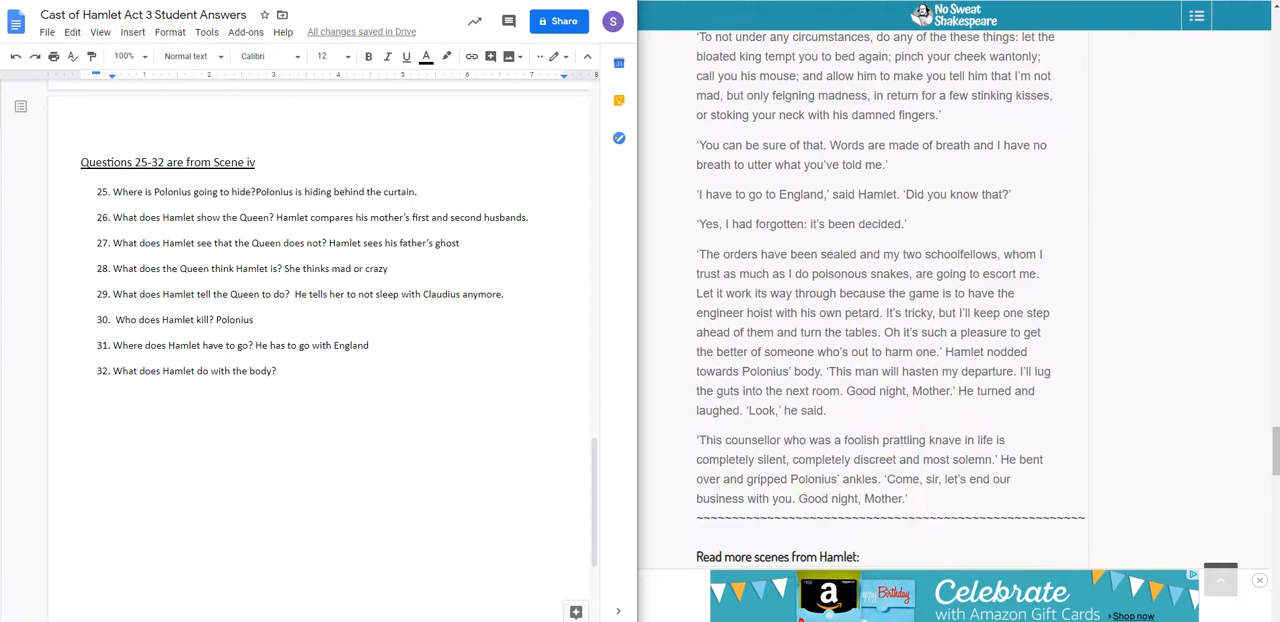 Cast of Hamlet Act 3 Student Answers
File Edit View Insert Format Tools Add-ons Help All changes saved in Drive
Share
S
100% Normal text Calibri 12 B I U A
1 2 3 4 5 6 7 8
Questions 25-32 are from Scene iv
25. Where is Polonius going to hide?Polonius is hiding behind the curtain.
26. What does Hamlet show the Queen? Hamlet compares his mother's first and second husbands.
27. What does Hamlet see that the Queen does not? Hamlet sees his father's ghost
28. What does the Queen think Hamlet is? She thinks mad or crazy
29. What does Hamlet tell the Queen to do?  He tells her to not sleep with Claudius anymore.
30.  Who does Hamlet kill? Polonius
31. Where does Hamlet have to go? He has to go with England
32. What does Hamlet do with the body?
No Sweat
Shakespeare
'To not under any circumstances, do any of the these things: let the
bloated king tempt you to bed again; pinch your cheek wantonly;
call you his mouse; and allow him to make you tell him that I'm not
mad, but only feigning madness, in return for a few stinking kisses,
or stoking your neck with his damned fingers.'
'You can be sure of that. Words are made of breath and I have no
breath to utter what you've told me.'
'I have to go to England,' said Hamlet. 'Did you know that?'
'Yes, I had forgotten: it's been decided.'
'The orders have been sealed and my two schoolfellows, whom I
trust as much as I do poisonous snakes, are going to escort me.
Let it work its way through because the game is to have the
engineer hoist with his own petard. It's tricky, but I'll keep one step
ahead of them and turn the tables. Oh it's such a pleasure to get
the better of someone who's out to harm one.' Hamlet nodded
towards Polonius' body. 'This man will hasten my departure. I'll lug
the guts into the next room. Good night, Mother.' He turned and
laughed. 'Look,' he said.
'This counsellor who was a foolish prattling knave in life is
completely silent, completely discreet and most solemn.' He bent
over and gripped Polonius' ankles. 'Come, sir, let's end our
business with you. Good night, Mother.'
~~~~~~~~~~~~~~~~~~~~~~~~~~~~~~~~~~~~~~~~~~~~~~~~~~~~~~~
Read more scenes from Hamlet:
a
Birthday
Celebrate
with Amazon Gift Cards
Shop now